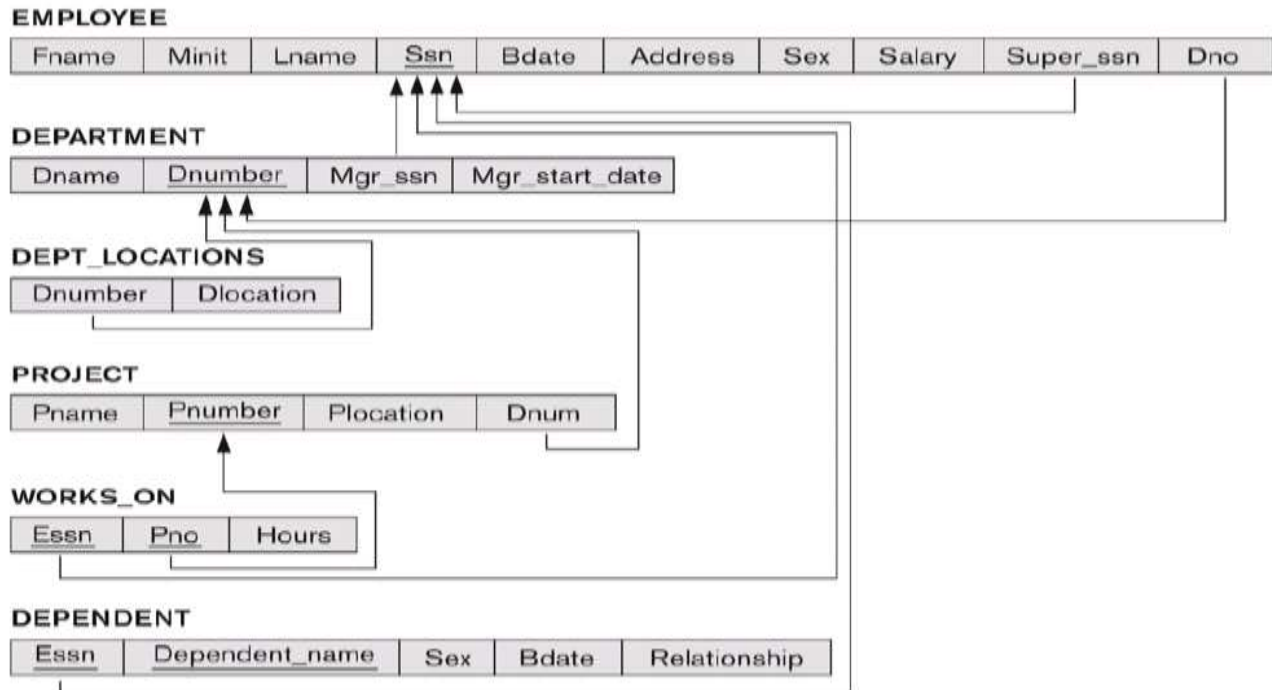 EMPLOYEE
Fname Minit Lname Ssn Bdate Address Sex Salary Super_ssn Dno
DEPARTMENT
Dname Dnumber Mgr_ssn Mgr_start_date
DEPT_LOCATIONS
Dnumber Dlocation
PROJECT
Pname Pnumber Plocation Dnum
WORKS_ON
Essn Pno Hours
DEPENDENT
Essn Dependent_name Sex Bdate Relationship